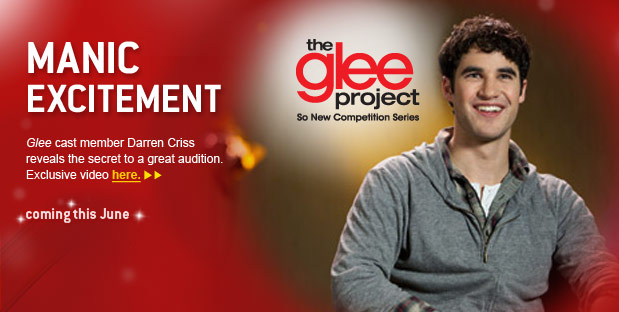 MANIC
EXCITEMENT
Glee cast member Darren Criss
reveals the secret to a great audition.
Exclusive video here.
coming this June
the
glee
project
So New Competition Series